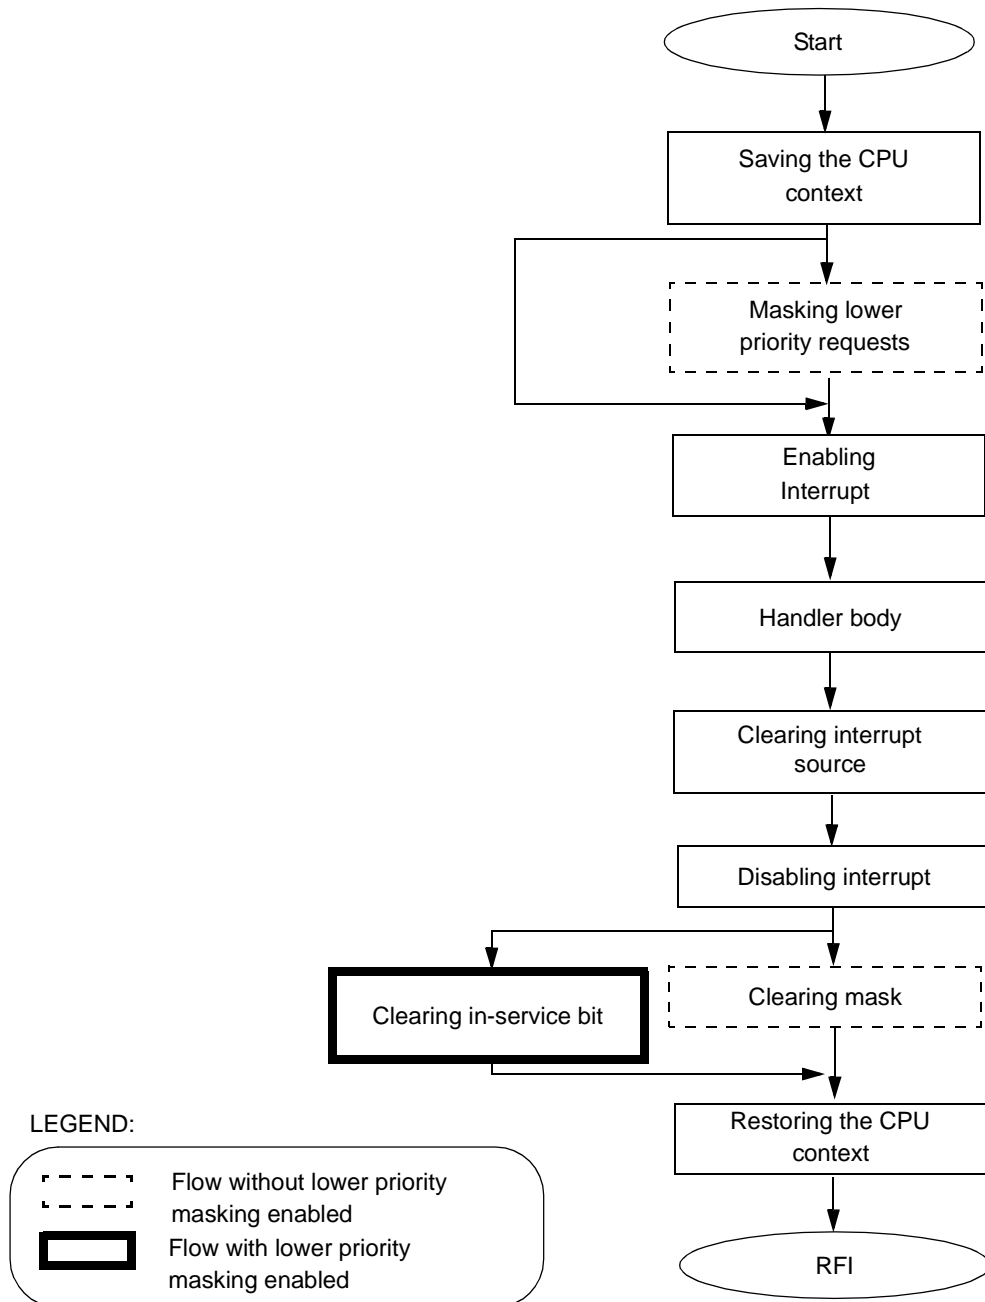 Start
Saving the CPU
context
Masking lower
priority requests
Enabling
Interrupt
Handler body
Clearing interrupt
source
Disabling interrupt
Clearing in-service bit
Clearing mask
Restoring the CPU
context
RFI
LEGEND:
Flow without lower priority
masking enabled
Flow with lower priority
masking enabled